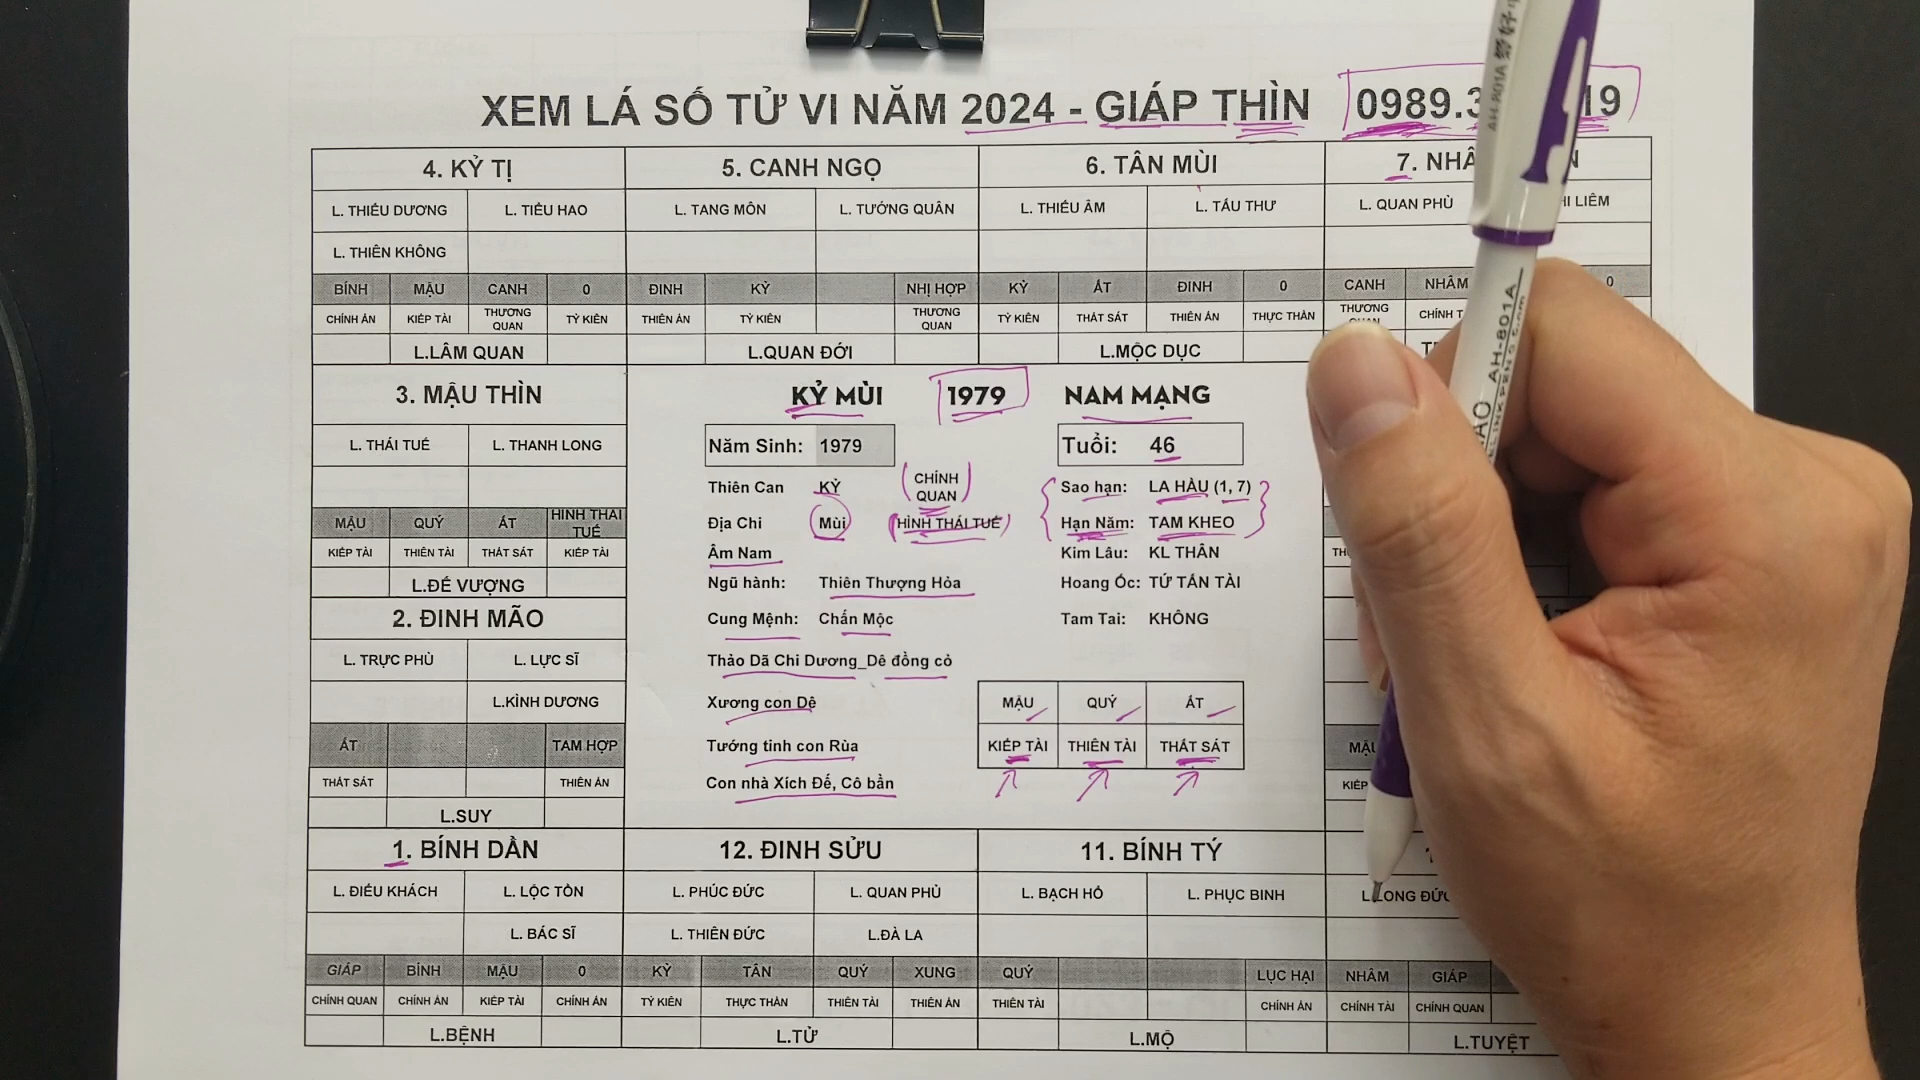 XEM LÁ SỐ TỬ VI NĂM 2024 - GIÁP THÌN 0989.3 19
4. KỶ TỊ 5. CANH NGỌ 6. TÂN MÙI 7.
L. THIẾU DƯƠNG L. TIỂU HAO L. TANG MÔN L. TƯỚNG QUÂN L. THIẾU ÂM L. TẤU THƯ L. QUAN PHÙ LIÊM
L. THIÊN KHÔNG
BÍNH MẬU CANH 0 ĐINH KỶ NHỊ HỢP KỶ ẤT ĐINH 0 CANH NHÂM 0
CHÍNH ẤN KIẾP TÀI THƯƠNG QUAN TỶ KIÊN THIÊN ẤN TỶ KIÊN THƯƠNG QUAN TỶ KIÊN THẤT SÁT THIÊN ẤN THỰC THẦN THƯƠNG QUAN CHÍNH
L.LÂM QUAN L.QUAN ĐỚI L.MỘC DỤC
3. MẬU THÌN
L. THÁI TUẾ L. THANH LONG
MẬU QUÝ ẤT HÌNH THÁI TUẾ
KIẾP TÀI THIÊN TÀI THẤT SÁT KIẾP TÀI
L.ĐẾ VƯỢNG
2. ĐINH MÃO
L. TRỰC PHÙ L. LỰC SĨ
L.KÌNH DƯƠNG
ẤT TAM HỢP
THẤT SÁT THIÊN ẤN
L.SUY
KỶ MÙI 1979 NAM MẠNG
Năm Sinh: 1979 Tuổi: 46
Thiên Can KỶ CHÍNH QUAN Sao hạn: LA HẦU (1, 7)
Địa Chi Mùi HÌNH THÁI TUẾ Hạn Năm: TAM KHEO
Âm Nam Kim Lâu: KL THÂN
Ngũ hành: Thiên Thượng Hỏa Hoang Ốc: TỨ TẤN TÀI
Cung Mệnh: Chấn Mộc Tam Tai: KHÔNG
Thảo Dã Chi Dương_Dê đồng cỏ
Xương con Dê
Tướng tinh con Rùa
Con nhà Xích Đế, Cô bần
MẬU QUÝ ẤT
KIẾP TÀI THIÊN TÀI THẤT SÁT
1. BÍNH DẦN 12. ĐINH SỬU 11. BÍNH TÝ
L. ĐIẾU KHÁCH L. LỘC TỒN L. PHÚC ĐỨC L. QUAN PHỦ L. BẠCH HỔ L. PHỤC BINH
L. BÁC SĨ L. THIÊN ĐỨC L.ĐÀ LA
GIÁP BÍNH MẬU 0 KỶ TÂN QUÝ XUNG QUÝ LỤC HẠI NHÂM GIÁP
CHÍNH QUAN CHÍNH ẤN KIẾP TÀI CHÍNH ẤN TỶ KIÊN THỰC THẦN THIÊN TÀI THIÊN ẤN THIÊN TÀI CHÍNH ẤN CHÍNH TÀI CHÍNH QUAN
L.BỆNH L.TỬ L.MỘ L.TUYỆT